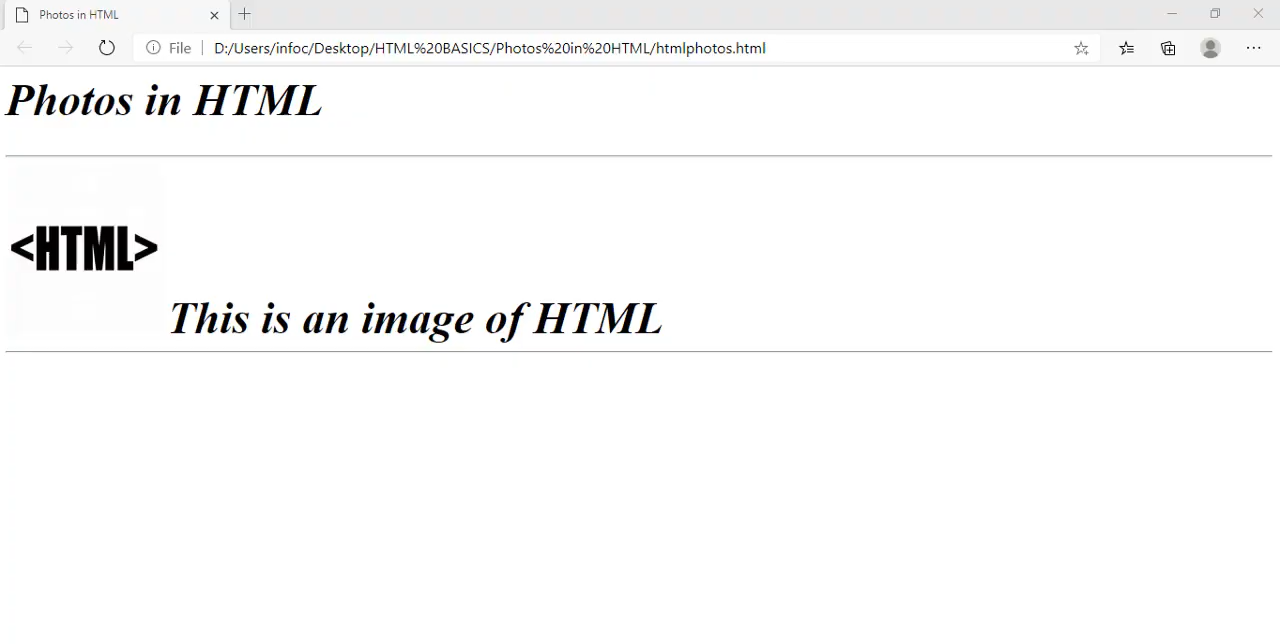 Photos in HTML
File D:/Users/infoc/Desktop/HTML%20BASICS/Photos%20in%20HTML/htmlphotos.html
Photos in HTML
<HTML>
This is an image of HTML